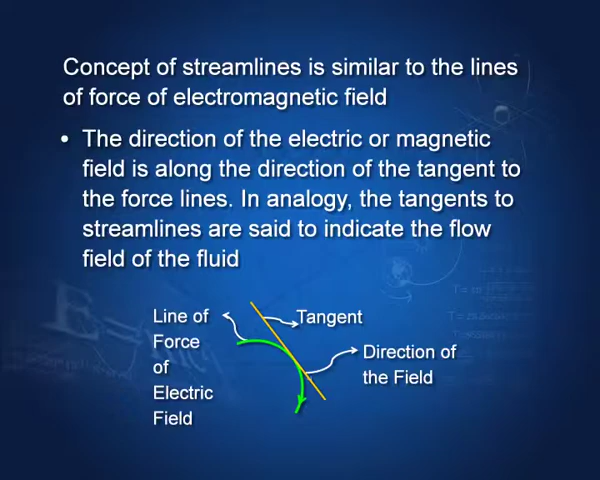 Concept of streamlines is similar to the lines
of force of electromagnetic field
• The direction of the electric or magnetic
field is along the direction of the tangent to
the force lines. In analogy, the tangents to
streamlines are said to indicate the flow
field of the fluid
Line of
Force
of
Electric
Field
Tangent
Direction of
the Field